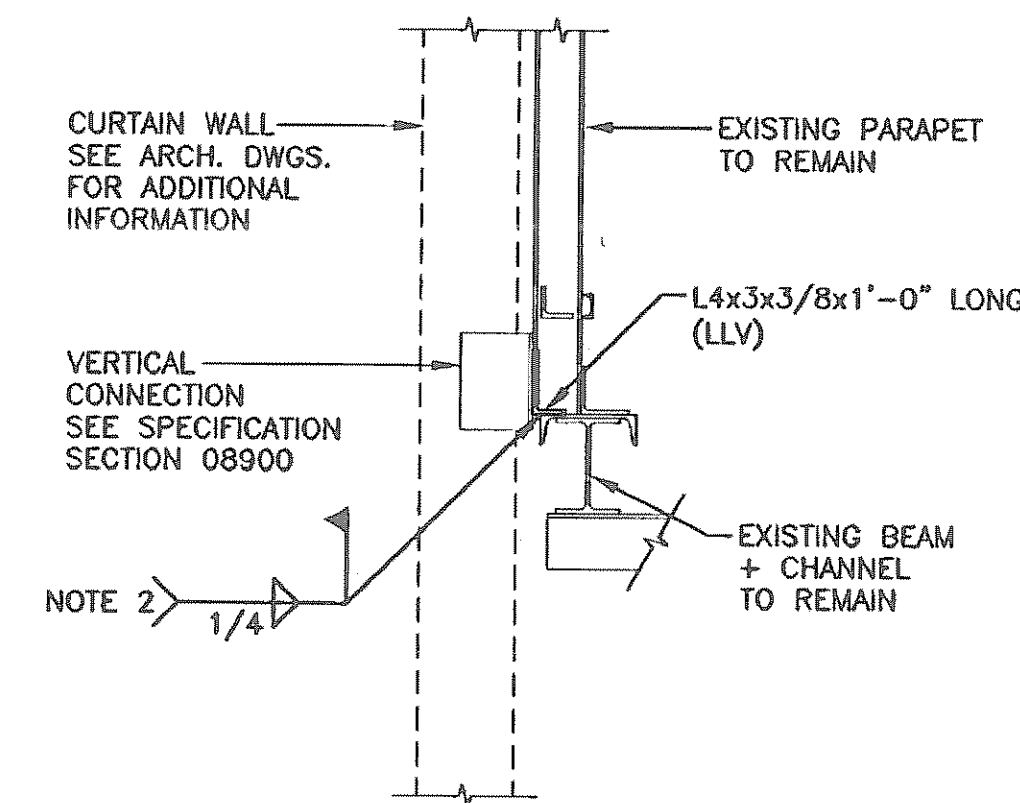 CURTAIN WALL
SEE ARCH. DWGS.
FOR ADDITIONAL
INFORMATION
EXISTING PARAPET
TO REMAIN
L4x3x3/8x1'-0" LONG
(LLV)
VERTICAL
CONNECTION
SEE SPECIFICATION
SECTION 08900
EXISTING BEAM
+ CHANNEL
TO REMAIN
NOTE 2
1/4